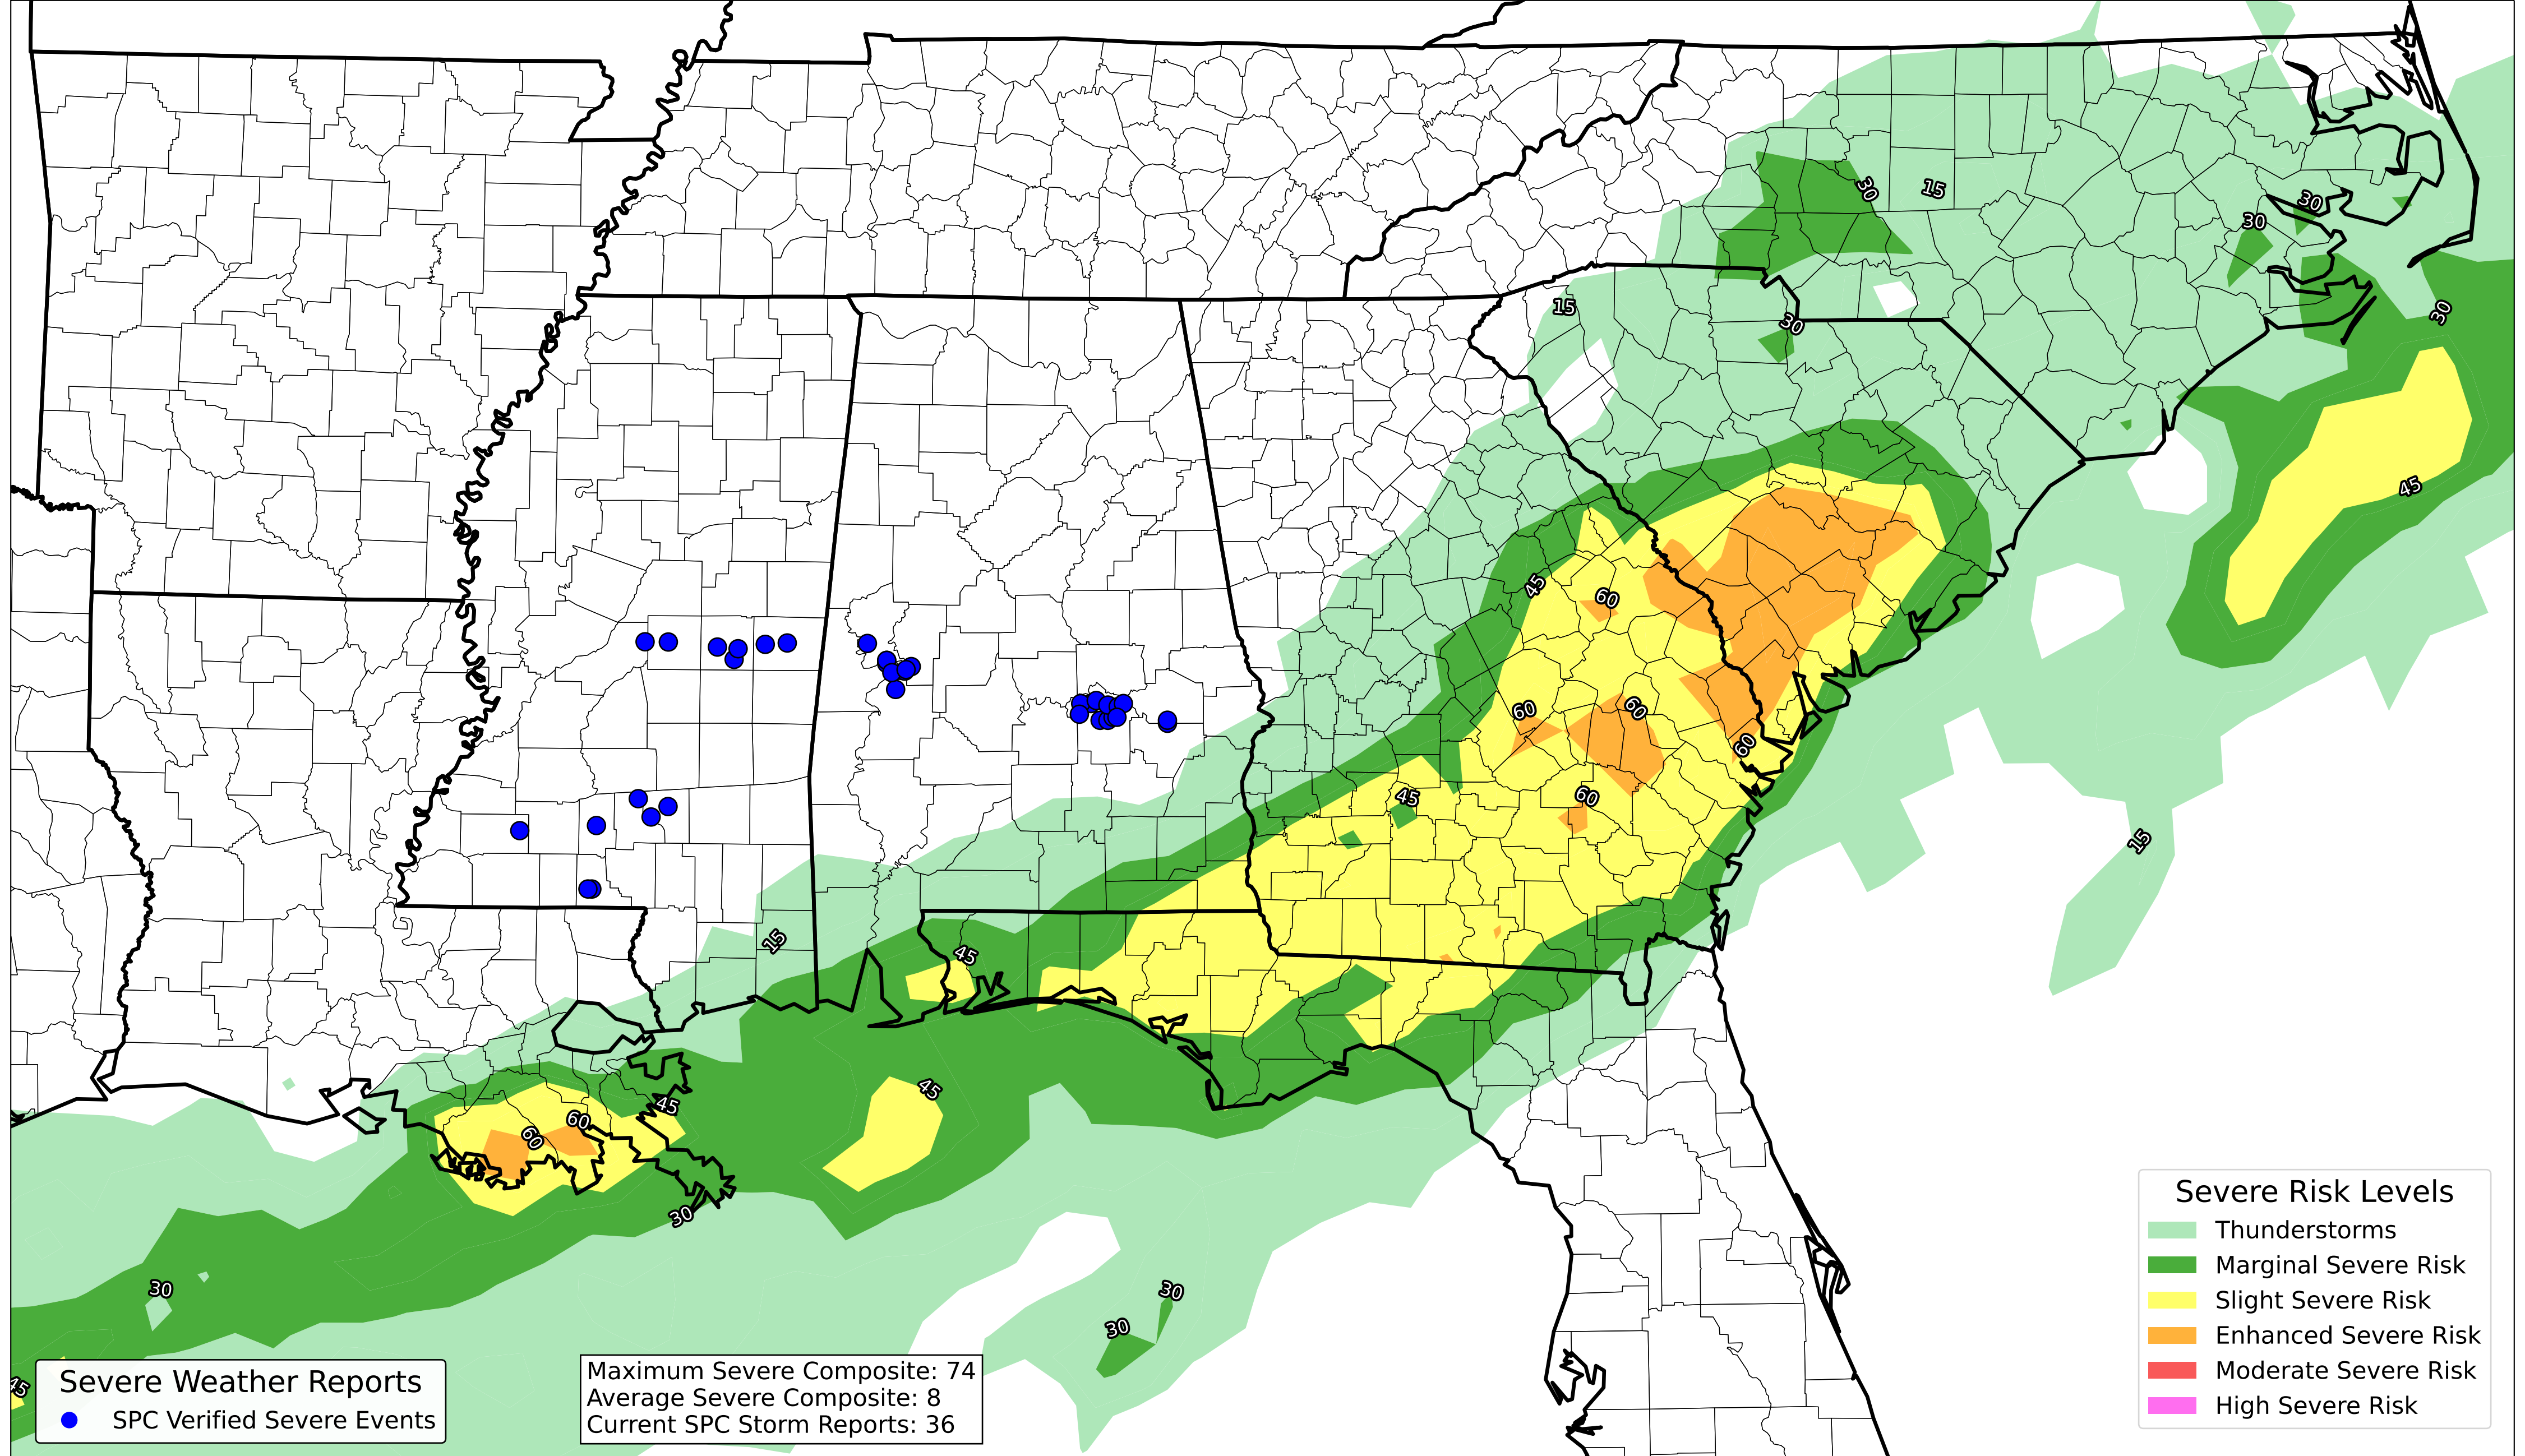 30
15
30
30
15
30
30
45
45
60
60
60
60
45
60
15
45
15
45
45
60
60
30
30
30
30
45
Severe Weather Reports
SPC Verified Severe Events
Maximum Severe Composite: 74
Average Severe Composite: 8
Current SPC Storm Reports: 36
Severe Risk Levels
Thunderstorms
Marginal Severe Risk
Slight Severe Risk
Enhanced Severe Risk
Moderate Severe Risk
High Severe Risk